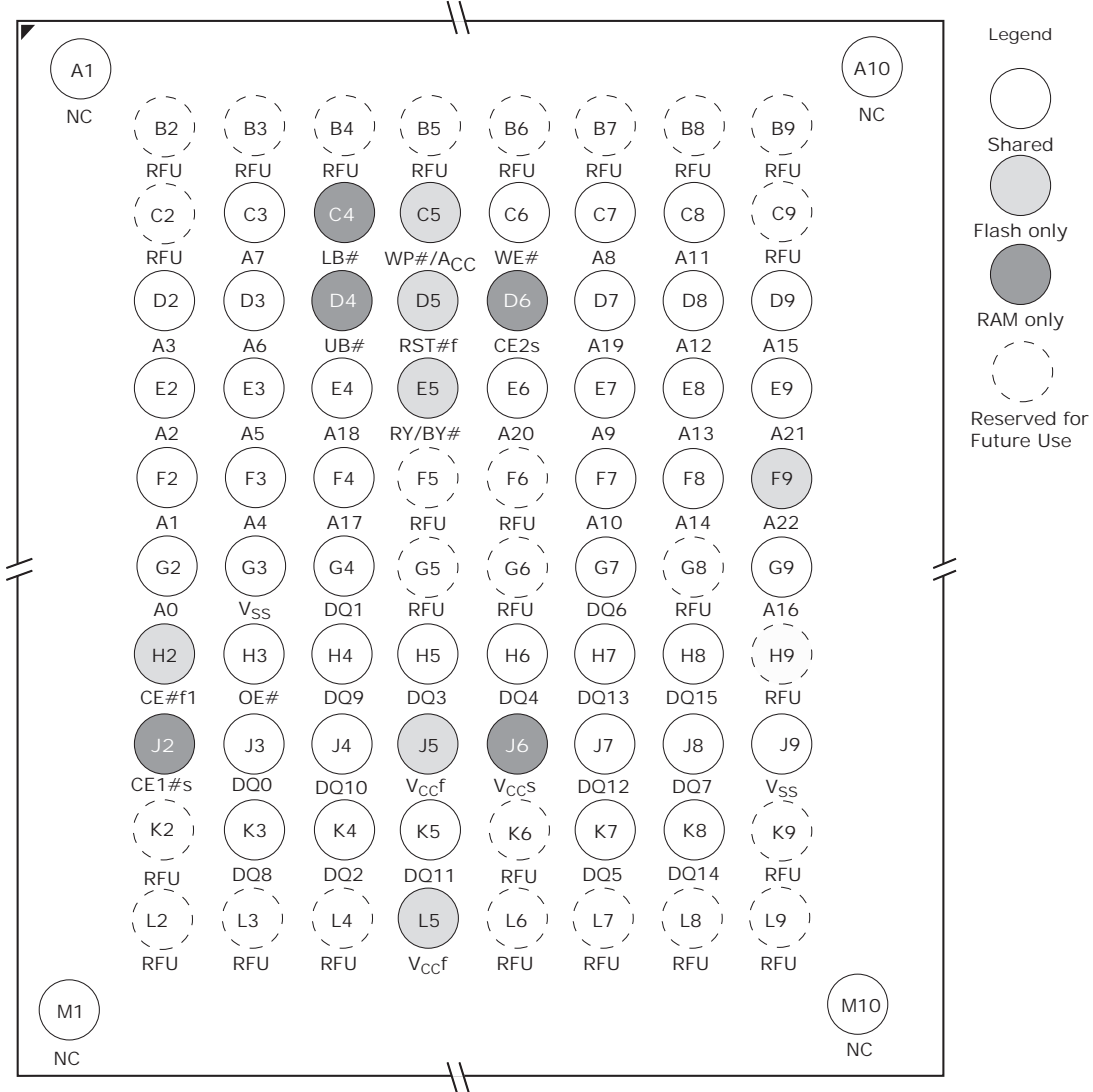 Legend
A1 A10
NC NC
B2 B3 B4 B5 B6 B7 B8 B9
RFU RFU RFU RFU RFU RFU RFU RFU
Shared
C2 C3 C4 C5 C6 C7 C8 C9
RFU A7 LB# WP#/ACC WE# A8 A11 RFU
Flash only
D2 D3 D4 D5 D6 D7 D8 D9
RAM only
A3 A6 UB# RST#f CE2s A19 A12 A15
E2 E3 E4 E5 E6 E7 E8 E9
Reserved for
Future Use
A2 A5 A18 RY/BY# A20 A9 A13 A21
F2 F3 F4 F5 F6 F7 F8 F9
A1 A4 A17 RFU RFU A10 A14 A22
G2 G3 G4 G5 G6 G7 G8 G9
A0 VSS DQ1 RFU RFU DQ6 RFU A16
H2 H3 H4 H5 H6 H7 H8 H9
CE#f1 OE# DQ9 DQ3 DQ4 DQ13 DQ15 RFU
J2 J3 J4 J5 J6 J7 J8 J9
CE1#s DQ0 DQ10 VCCf VCCs DQ12 DQ7 VSS
K2 K3 K4 K5 K6 K7 K8 K9
RFU DQ8 DQ2 DQ11 RFU DQ5 DQ14 RFU
L2 L3 L4 L5 L6 L7 L8 L9
RFU RFU RFU VCCf RFU RFU RFU RFU
M1 M10
NC NC